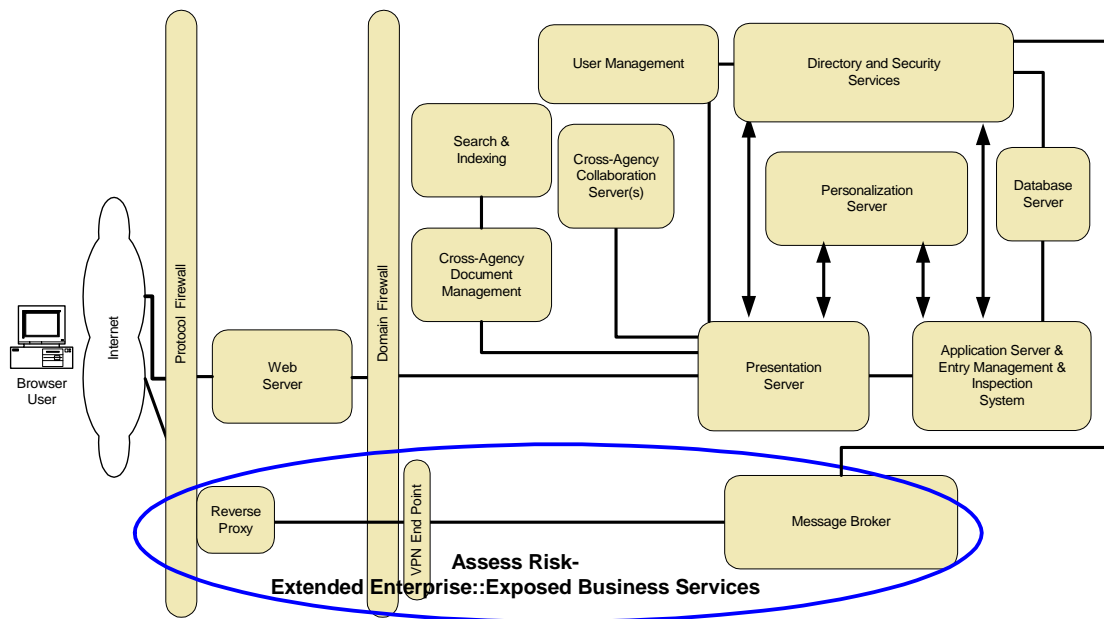 User Management
Directory and Security
Services
Search &
Indexing
Cross-Agency
Collaboration
Server(s)
Personalization
Server
Database
Server
Cross-Agency
Document
Management
Protocol Firewall
Domain Firewall
Internet
Browser
User
Web
Server
Presentation
Server
Application Server &
Entry Management &
Inspection
System
Reverse
Proxy
VPN End Point
Message Broker
Assess Risk-
Extended Enterprise::Exposed Business Services